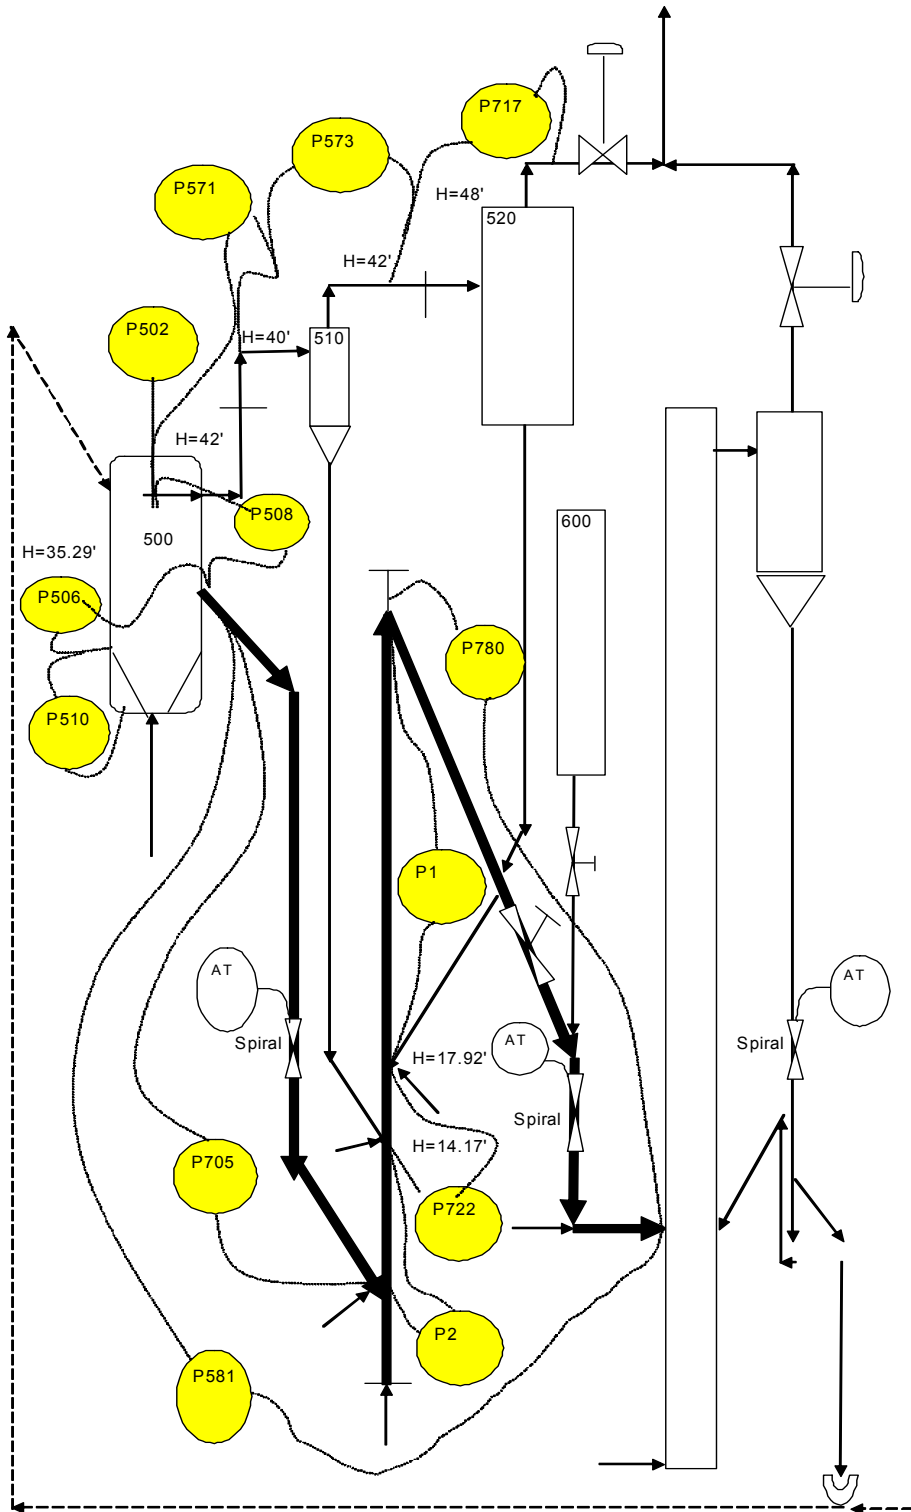 P717
P573
P571
H=48'
520
H=42'
P502
H=40'
510
H=42'
P508
600
500
H=35.29'
P506
P780
P510
P1
AT
AT
Spiral
AT
H=17.92'
Spiral
Spiral
H=14.17'
P705
P722
P2
P581